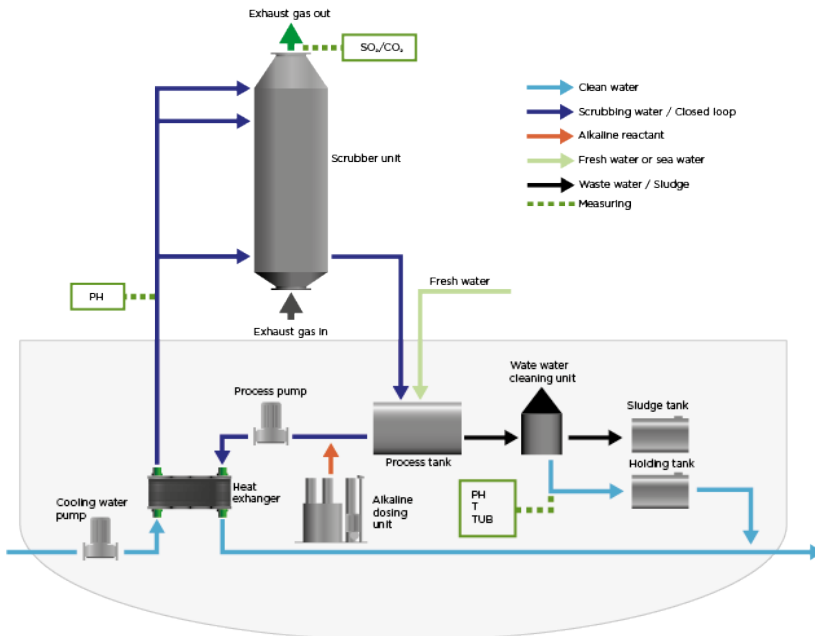 Exhaust gas out
SOₓ/CO₂
Clean water
Scrubbing water / Closed loop
Alkaline reactant
Fresh water or sea water
Waste water / Sludge
Measuring
Scrubber unit
PH
Fresh water
Exhaust gas in
Wate water
cleaning unit
Process pump
Sludge tank
Process tank
Holding tank
Heat
exhanger
Cooling water
pump
Alkaline
dosing
unit
PH
T
TUB